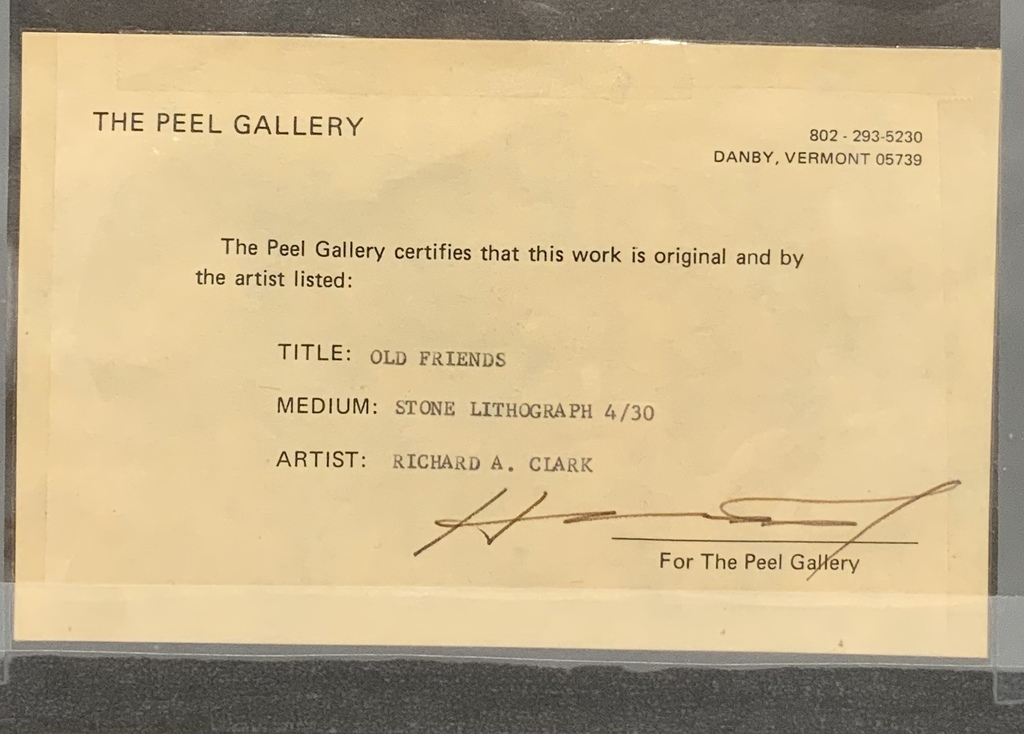 THE PEEL GALLERY
802 - 293-5230
DANBY, VERMONT 05739
The Peel Gallery certifies that this work is original and by
the artist listed:
TITLE: OLD FRIENDS
MEDIUM: STONE LITHOGRAPH 4/30
ARTIST: RICHARD A. CLARK
For The Peel Gallery